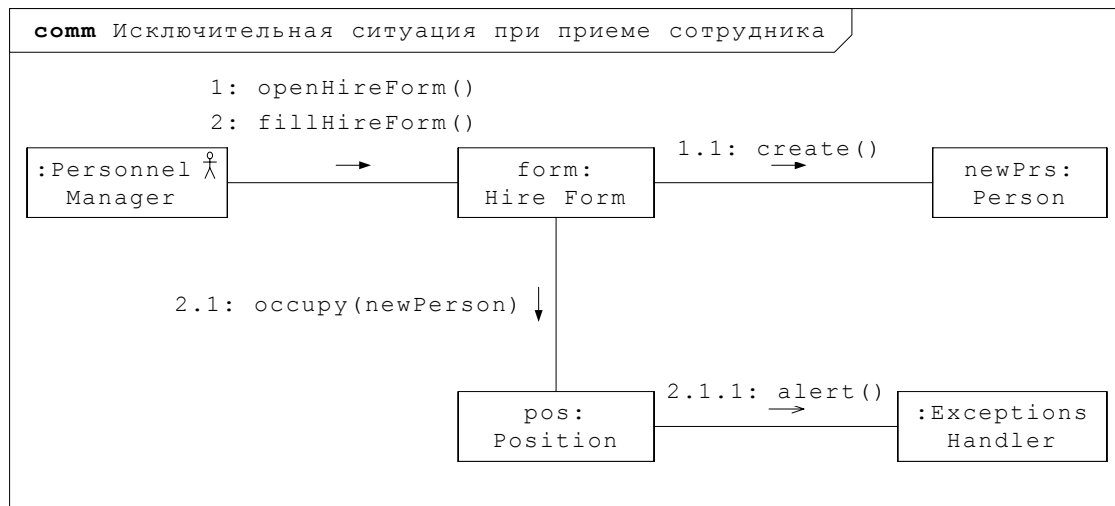 comm Исключительная ситуация при приеме сотрудника
1: openHireForm()
2: fillHireForm()
:Personnel
Manager
form:
Hire Form
1.1: create()
newPrs:
Person
2.1: occupy(newPerson)
pos:
Position
2.1.1: alert()
:Exceptions
Handler